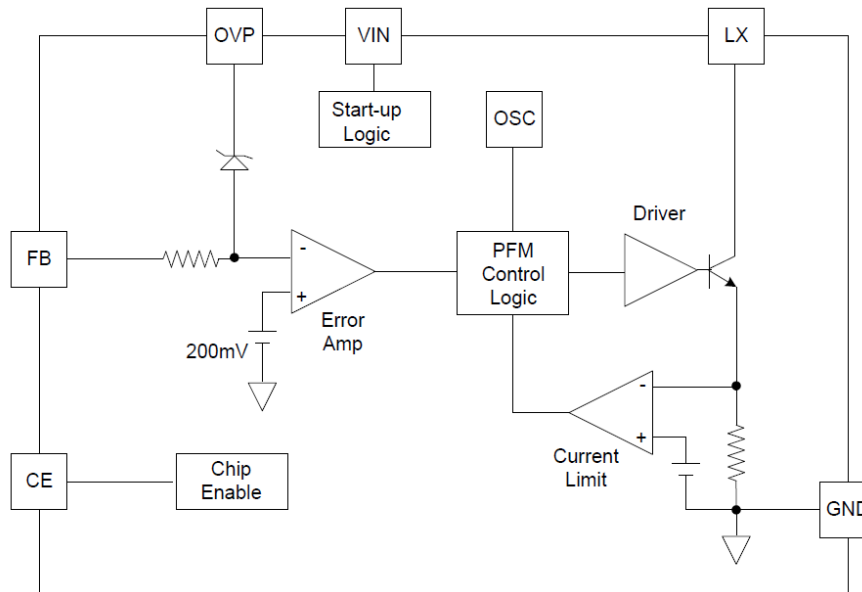 OVP
VIN
LX
Start-up
Logic
OSC
Driver
FB
-
+
PFM
Control
Logic
Error
Amp
200mV
-
+
Current
Limit
CE
Chip
Enable
GND